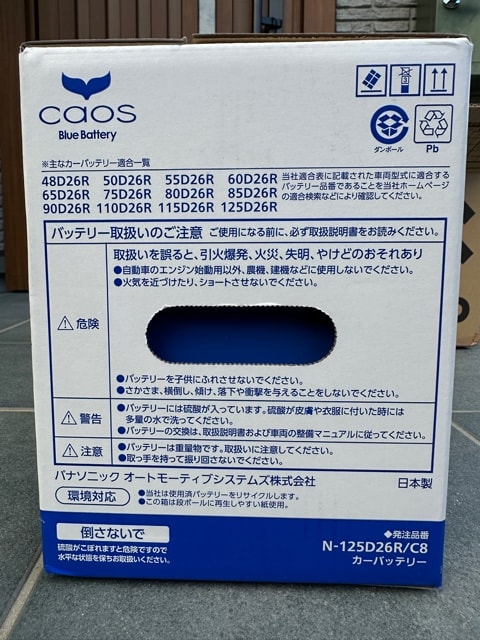 caos
Blue Battery
3
ダンボール
Pb
※主なカーバッテリー適合一覧
48D26R 50D26R 55D26R 60D26R
65D26R 75D26R 80D26R 85D26R
90D26R 110D26R 115D26R 125D26R
当社適合表に記載された車両型式に適合する
バッテリー品番であることを当社ホームページ
の適合検索などにより確認してください。
バッテリー取扱いのご注意 ご使用になる前に、必ず取扱説明書をお読みください。
危険
取扱いを誤ると、引火爆発、火災、失明、やけどのおそれあり
●自動車のエンジン始動用以外、農機、建機などに使用しないでください。
●火気を近づけたり、ショートさせないでください。
●バッテリーを子供にふれさせないでください。
●さかさま、横倒し、傾け、落下や衝撃を与えることをしないでください。
警告
●バッテリーには硫酸が入っています。硫酸が皮膚や衣服に付いた時には
多量の水で洗ってください。
●バッテリーの交換は、取扱説明書および車両の整備マニュアルに従ってください。
注意
●バッテリーは重量物です。取扱いに注意してください。
●取っ手を持って振り回さないでください。
パナソニック オートモーティブシステムズ株式会社
日本製
環境対応
●当社は使用済バッテリーをリサイクルします。
●この箱は段ボールに再生しやすい紙使用。
倒さないで
硫酸がこぼれますと危険ですので
水平な状態を保ちお取扱いください。
◆発注品番
N-125D26R/C8
カーバッテリー